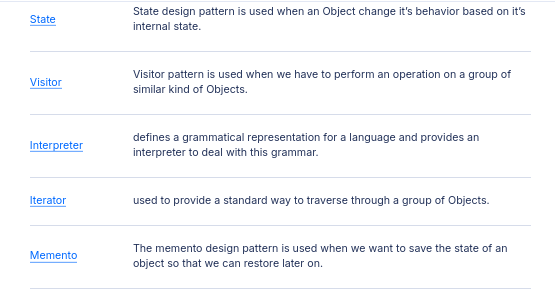 State
State design pattern is used when an Object change it's behavior based on it's
internal state.
Visitor
Visitor pattern is used when we have to perform an operation on a group of
similar kind of Objects.
Interpreter
defines a grammatical representation for a language and provides an
interpreter to deal with this grammar.
Iterator
used to provide a standard way to traverse through a group of Objects.
Memento
The memento design pattern is used when we want to save the state of an
object so that we can restore later on.